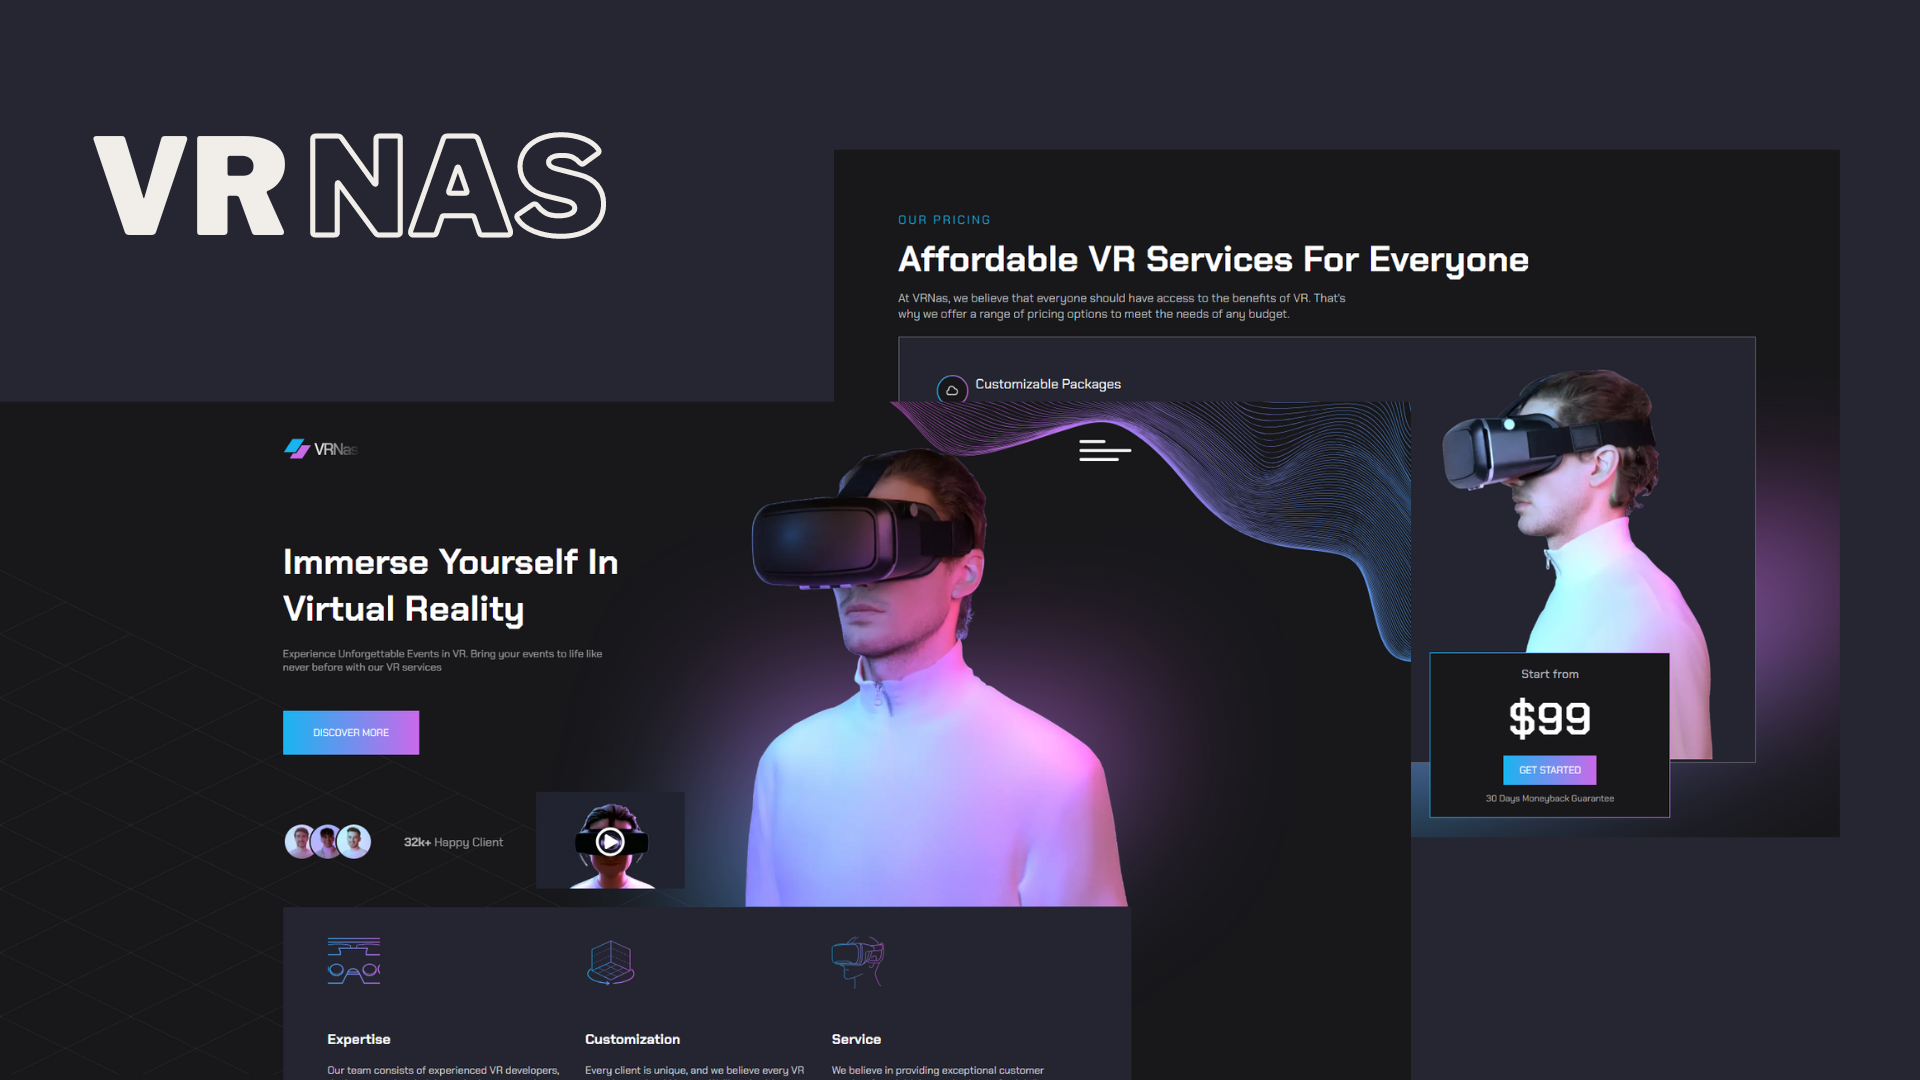 VRNAS
OUR PRICING
Affordable VR Services For Everyone
At VRNas, we believe that everyone should have access to the benefits of VR. That's
why we offer a range of pricing options to meet the needs of any budget.
Customizable Packages
VRNas
Immerse Yourself In
Virtual Reality
Experience Unforgettable Events in VR. Bring your events to life like
never before with our VR services
DISCOVER MORE
32k+ Happy Client
Start from
$99
GET STARTED
30 Days Moneyback Guarantee
Expertise
Our team consists of experienced VR developers,
Customization
Every client is unique, and we believe every VR
Service
We believe in providing exceptional customer